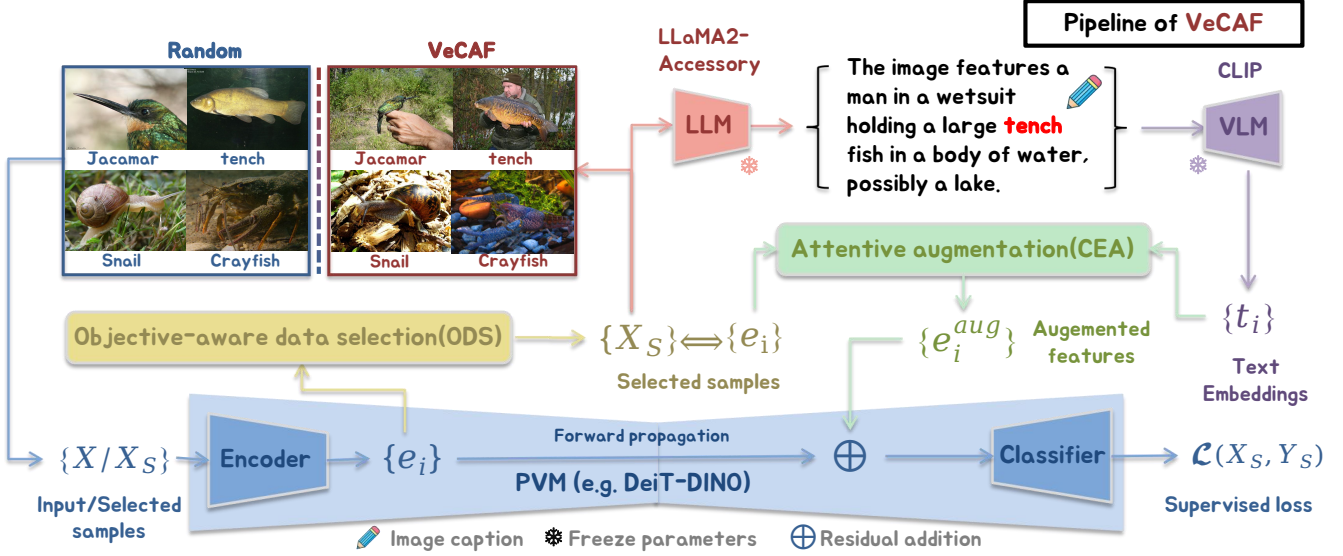 Pipeline of VeCAF
Random
VeCAF
Jacamar
tench
Snail
Crayfish
Jacamar
tench
Snail
Crayfish
LLaMA2-
Accessory
LLM
The image features a
man in a wetsuit
holding a large tench
fish in a body of water,
possibly a lake.
CLIP
VLM
Attentive augmentation(CEA)
Objective-aware data selection(ODS)
{X_S}⟺{e_i}
Selected samples
{e_i^{aug}}
Augemented
features
{t_i}
Text
Embeddings
{X/X_S}
Input/Selected
samples
Encoder
{e_i}
Forward propagation
PVM (e.g. DeiT-DINO)
⊕
Classifier
𝓛(X_S, Y_S)
Supervised loss
Image caption
Freeze parameters
⊕ Residual addition